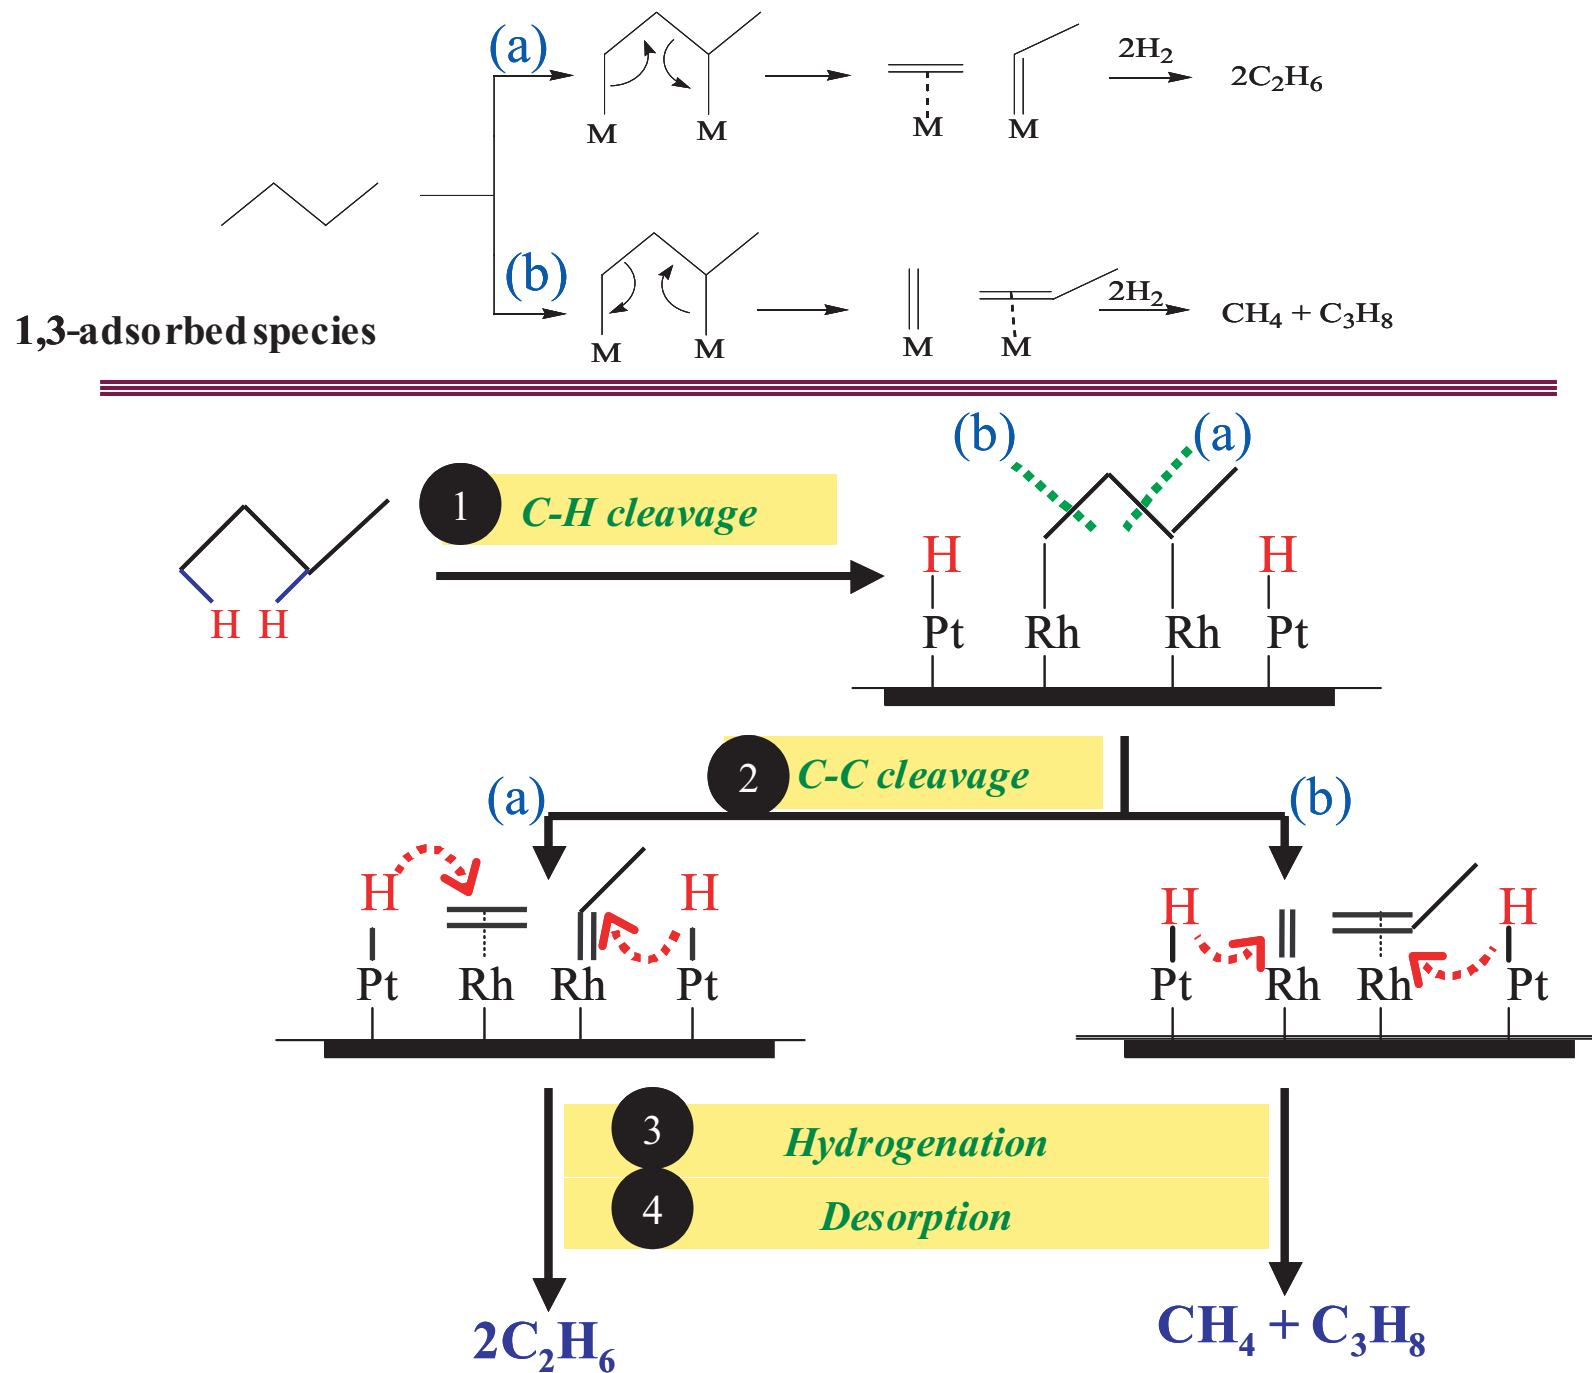 (a)
2H₂
2C₂H₆
M M M M
(b)
2H₂
CH₄ + C₃H₈
1,3-adsorbed species
M M M M
(b) (a)
1 C-H cleavage
H H
H H
Pt Rh Rh Pt
2 C-C cleavage
(a) (b)
H H H H
Pt Rh Rh Pt Pt Rh Rh Pt
3 Hydrogenation
4 Desorption
2C₂H₆
CH₄ + C₃H₈